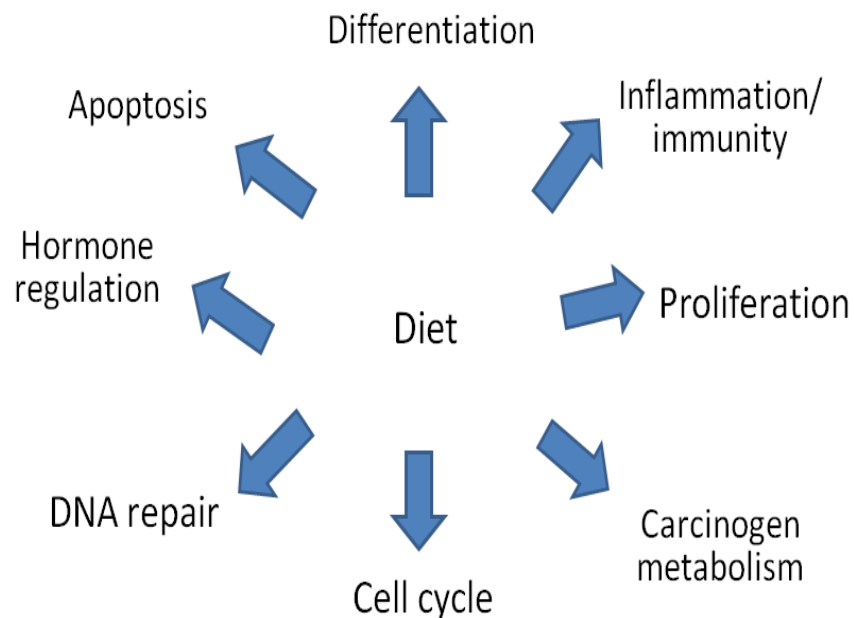 Differentiation
Apoptosis
Inflammation/
immunity
Hormone
regulation
Diet
Proliferation
DNA repair
Carcinogen
metabolism
Cell cycle